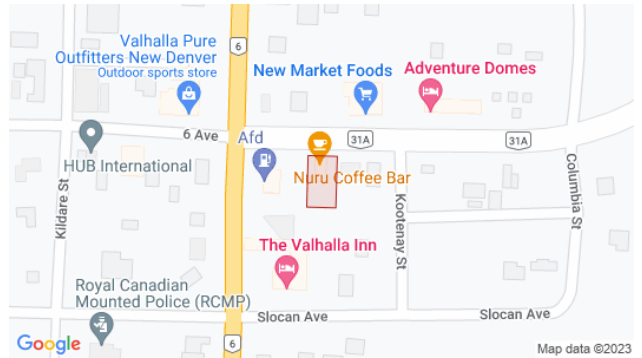 6
Valhalla Pure
Outfitters New Denver
Outdoor sports store
New Market Foods
Adventure Domes
6 Ave
Afd
31A
31A
HUB International
Nuru Coffee Bar
Kildare St
Kootenay St
Columbia St
The Valhalla Inn
Royal Canadian
Mounted Police (RCMP)
Slocan Ave
Slocan Ave
6
Google
Map data ©2023